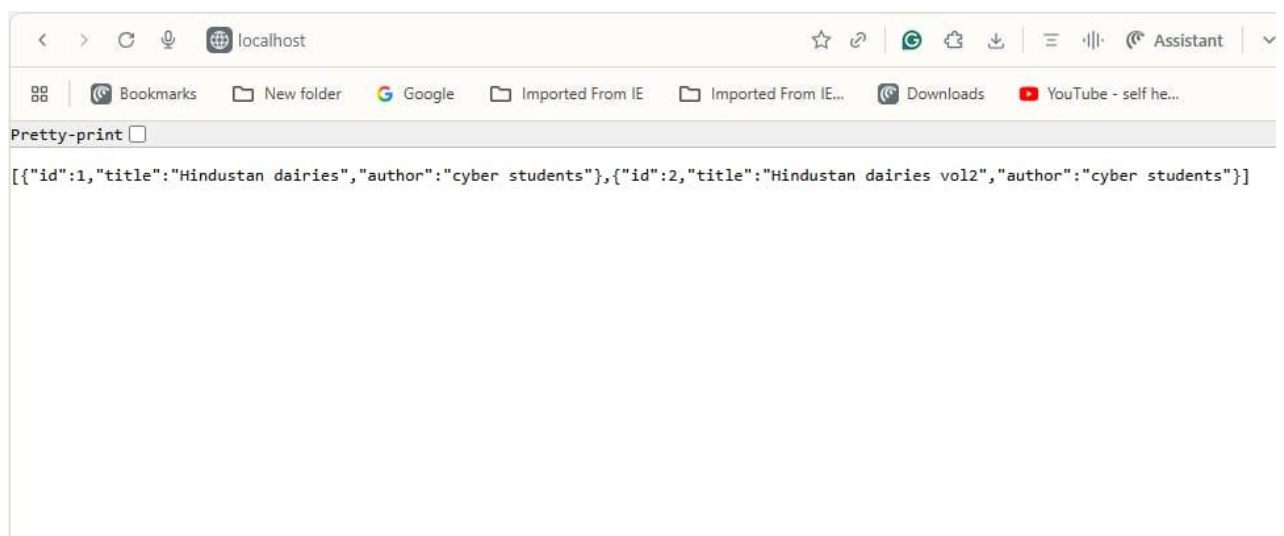 localhost
Assistant
Bookmarks New folder Google Imported From IE Imported From IE... Downloads YouTube - self he...
Pretty-print
[{"id":1,"title":"Hindustan dairies","author":"cyber students"},{"id":2,"title":"Hindustan dairies vol2","author":"cyber students"}]